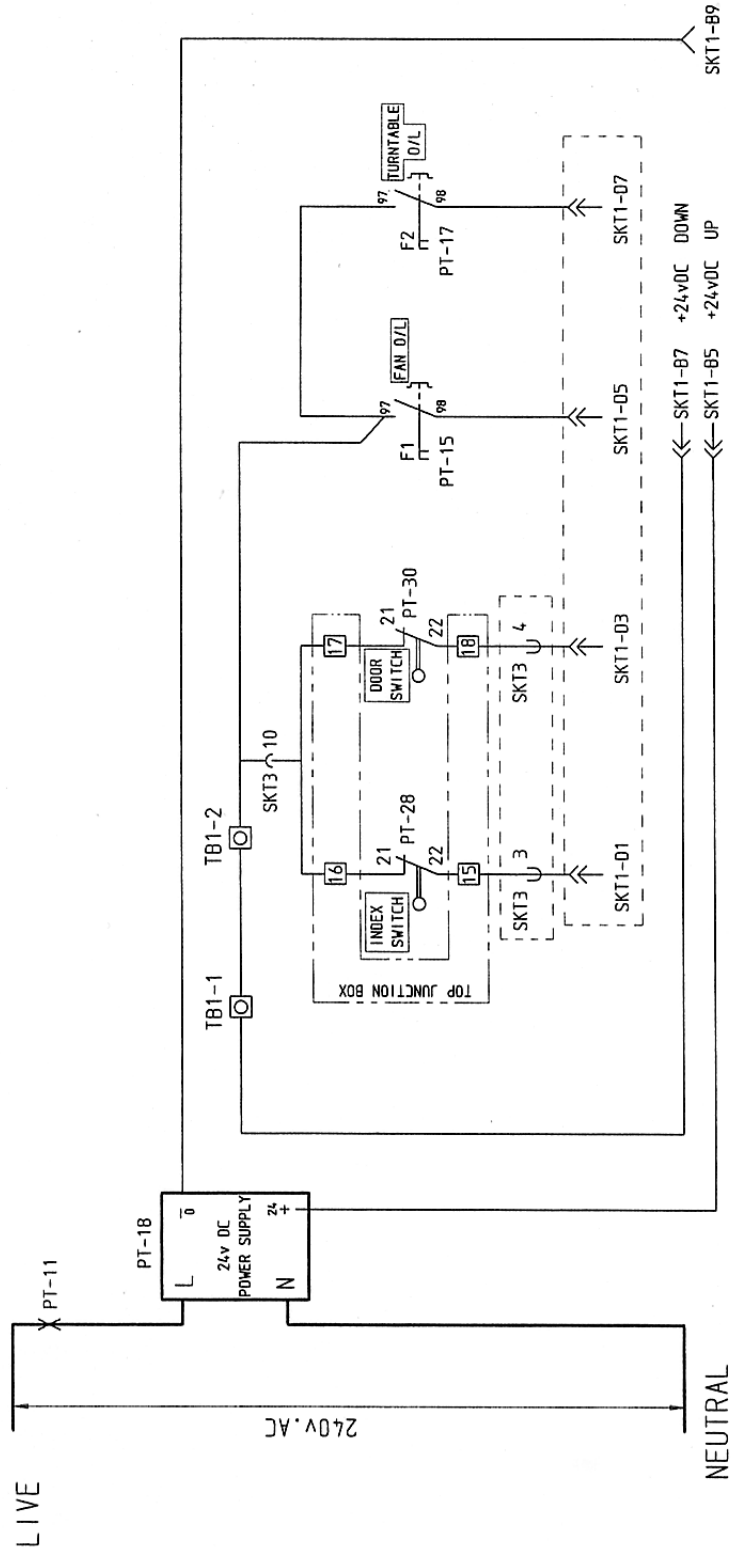 LIVE
240v.AC
NEUTRAL
PT-11
PT-18
L
0
-
24v DC
POWER SUPPLY
N
24
+
TB1-1
TB1-2
SKT3
10
TOP JUNCTION BOX
16
INDEX
SWITCH
21
PT-28
22
15
SKT3
3
SKT1-D1
17
DOOR
SWITCH
21
PT-30
22
18
SKT3
4
SKT1-D3
FAN O/L
97
F1
98
PT-15
SKT1-D5
TURNTABLE
O/L
97
F2
98
PT-17
SKT1-D7
SKT1-B7 +24vDC DOWN
SKT1-B5 +24vDC UP
SKT1-B9